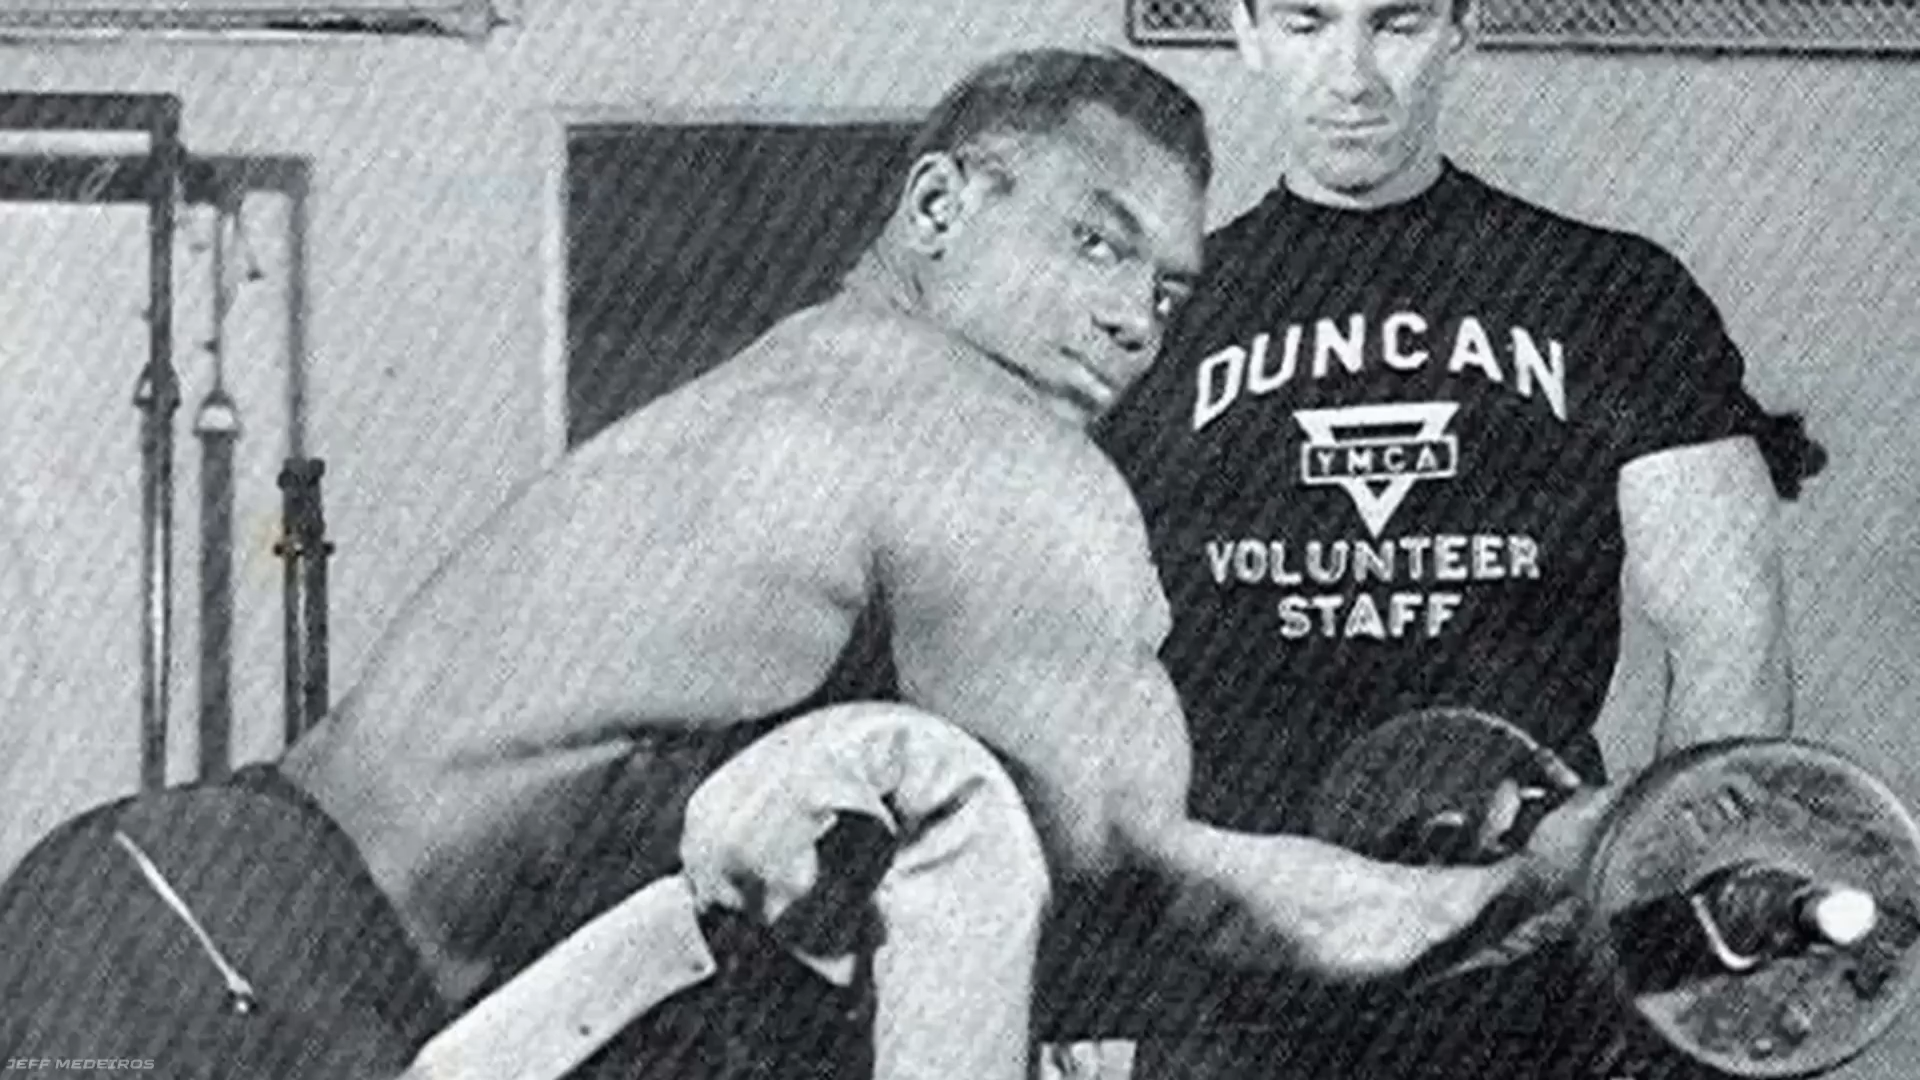 DUNCAN
YMCA
VOLUNTEER
STAFF
JEFF MEDEIROS